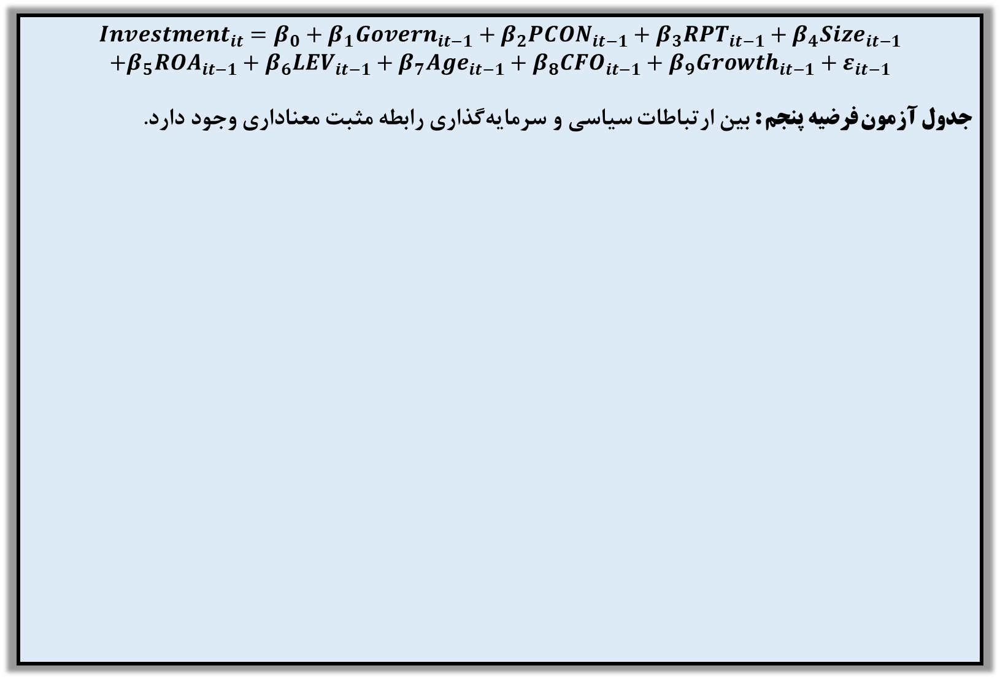 Investment_it = β_0 + β_1Govern_it−1 + β_2PCON_it−1 + β_3RPT_it−1 + β_4Size_it−1
+β_5ROA_it−1 + β_6LEV_it−1 + β_7Age_it−1 + β_8CFO_it−1 + β_9Growth_it−1 + ε_it−1
جدول آزمون فرضیه پنجم: بین ارتباطات سیاسی و سرمایه‌گذاری رابطه مثبت معناداری وجود دارد.